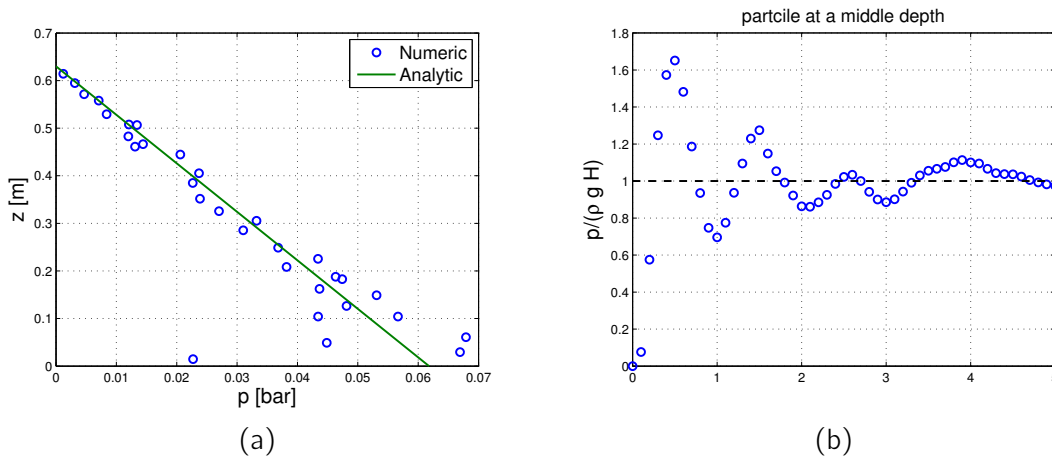 0.7
0.6
0.5
0.4
0.3
0.2
0.1
0
z [m]
0 0.01 0.02 0.03 0.04 0.05 0.06 0.07
p [bar]
Numeric
Analytic
(a)
partcile at a middle depth
1.8
1.6
1.4
1.2
1
0.8
0.6
0.4
0.2
0
p/(ρ g H)
0 1 2 3 4
(b)